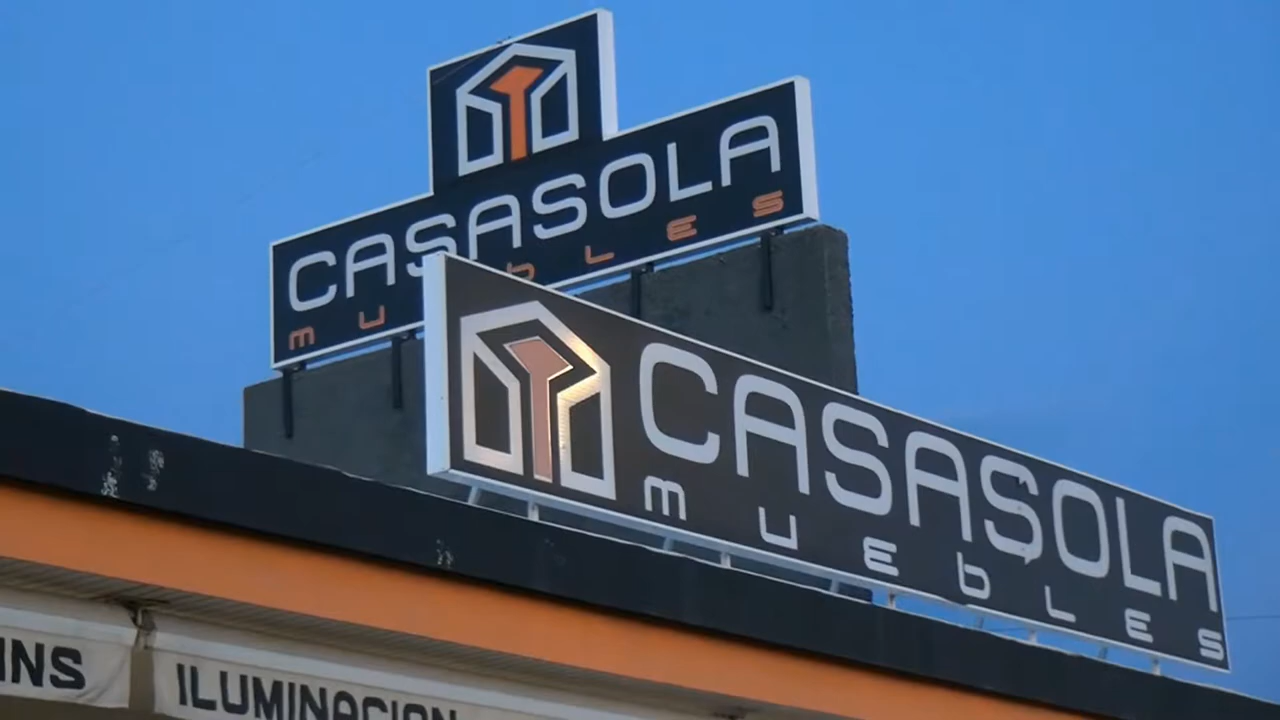 CASASOLA
muebles
CASASOLA
muebles
INS
ILUMINACION